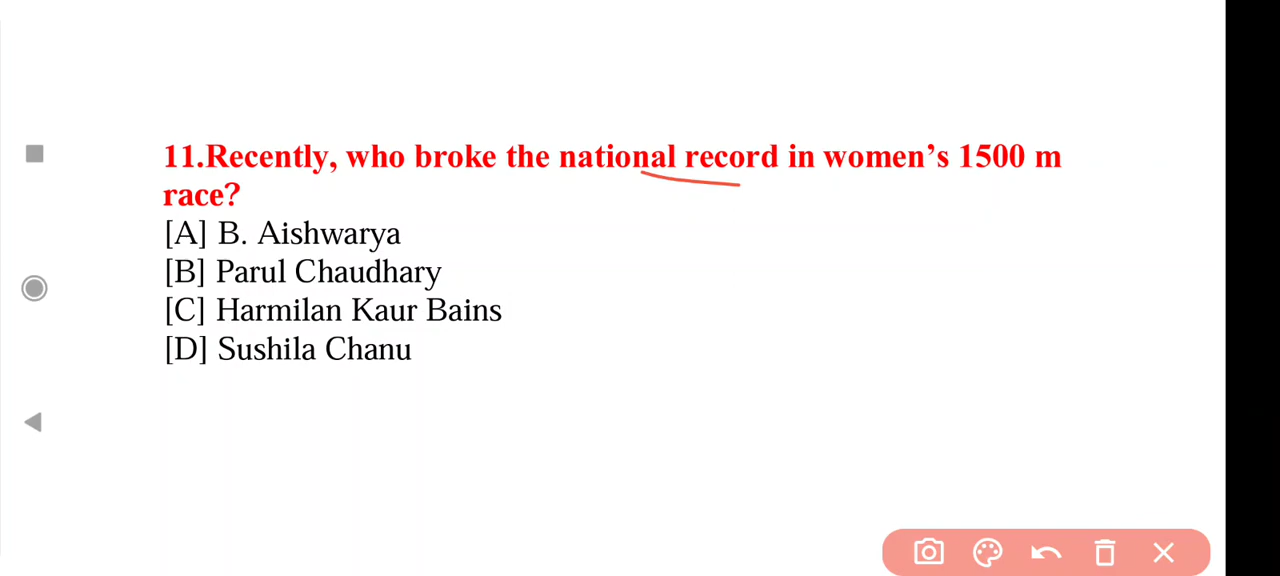 11.Recently, who broke the national record in women’s 1500 m
race?
[A] B. Aishwarya
[B] Parul Chaudhary
[C] Harmilan Kaur Bains
[D] Sushila Chanu